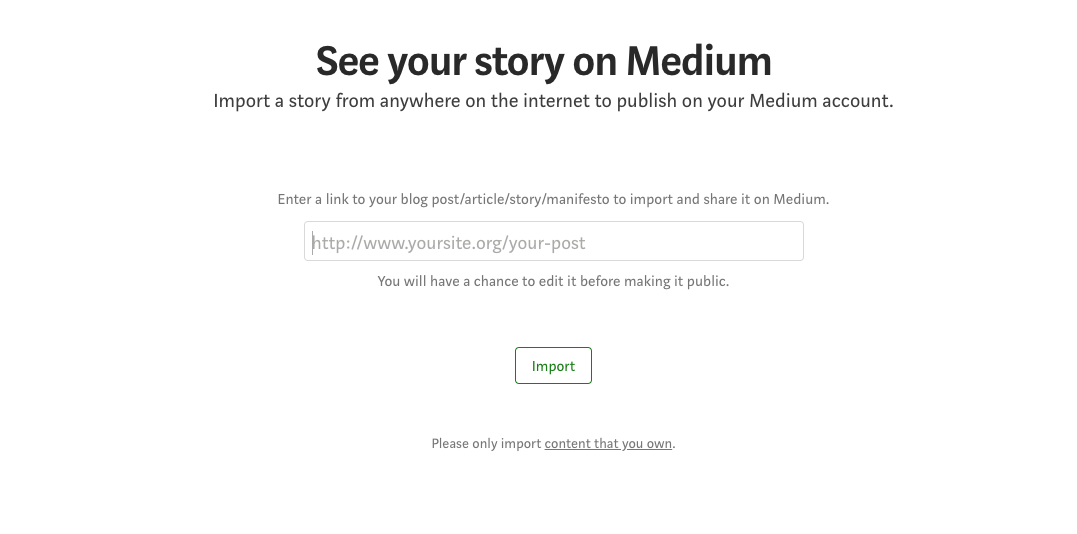 See your story on Medium
Import a story from anywhere on the internet to publish on your Medium account.
Enter a link to your blog post/article/story/manifesto to import and share it on Medium.
http://www.yoursite.org/your-post
You will have a chance to edit it before making it public.
Import
Please only import content that you own.